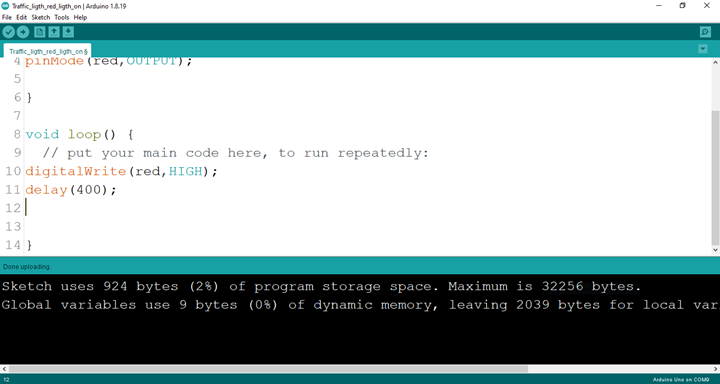 Traffic_ligth_red_ligth_on | Arduino 1.8.19
File Edit Sketch Tools Help
Traffic_ligth_red_ligth_on §
4 pinMode(red,OUTPUT);
5
6 }
7
8 void loop() {
9 // put your main code here, to run repeatedly:
10 digitalWrite(red,HIGH);
11 delay(400);
12
13
14 }
Done uploading.
Sketch uses 924 bytes (2%) of program storage space. Maximum is 32256 bytes.
Global variables use 9 bytes (0%) of dynamic memory, leaving 2039 bytes for local var
12 Arduino Uno on COM9